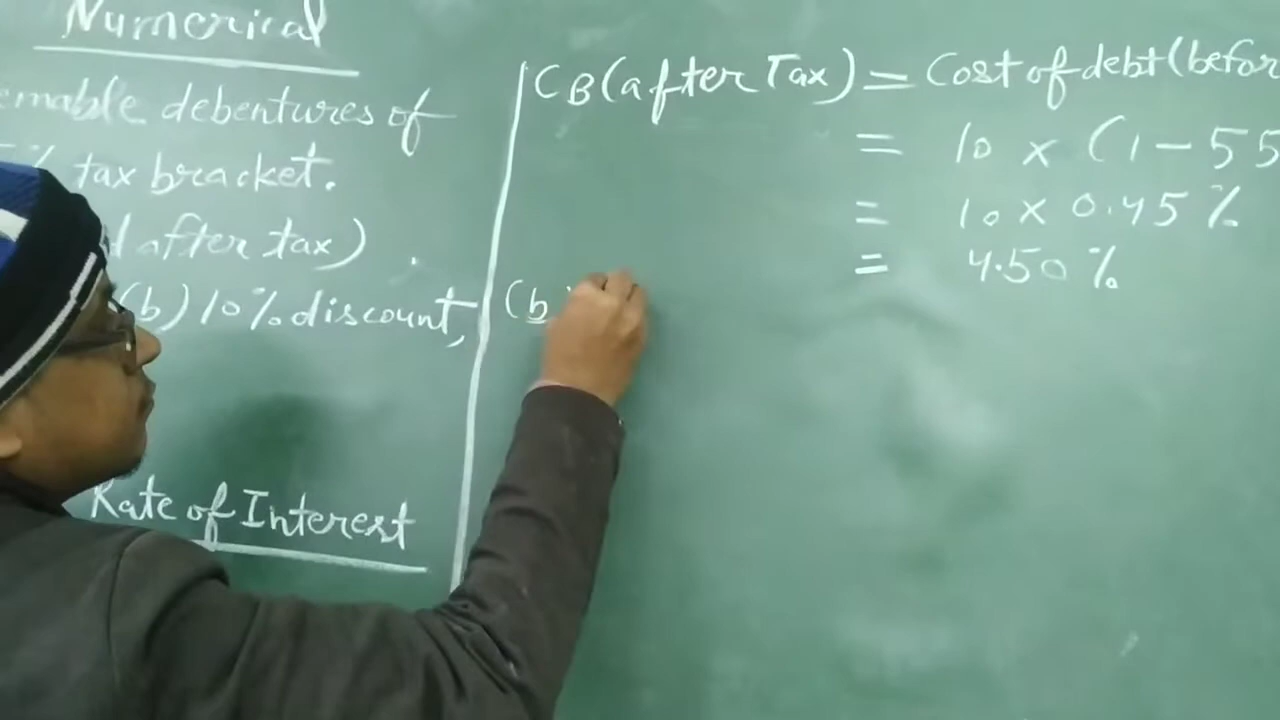 Numerical
debentures of
% tax bracket.
after tax)
(b) 10% discount,
Rate of Interest
CB (after Tax) = Cost of debt (befor
= 10 x (1 - 55
= 10 x 0.45 %
= 4.50 %
(b